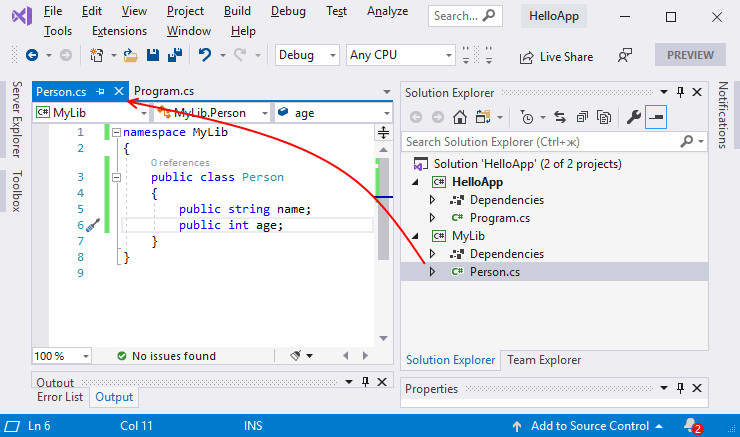 File Edit View Project Build Debug Test Analyze Search... HelloApp
Tools Extensions Window Help
Debug Any CPU Live Share PREVIEW
Server Explorer
Toolbox
Person.cs Program.cs
MyLib MyLib.Person age
1 namespace MyLib
2 {
0 references
3 public class Person
4 {
5 public string name;
6 public int age;
7 }
8 }
9
100 % No issues found
Output
Error List Output
Solution Explorer
Search Solution Explorer (Ctrl+ж)
Solution 'HelloApp' (2 of 2 projects)
C# HelloApp
Dependencies
C# Program.cs
C# MyLib
Dependencies
C# Person.cs
Solution Explorer Team Explorer
Properties
Notifications
Ln 6 Col 11 INS Add to Source Control 2